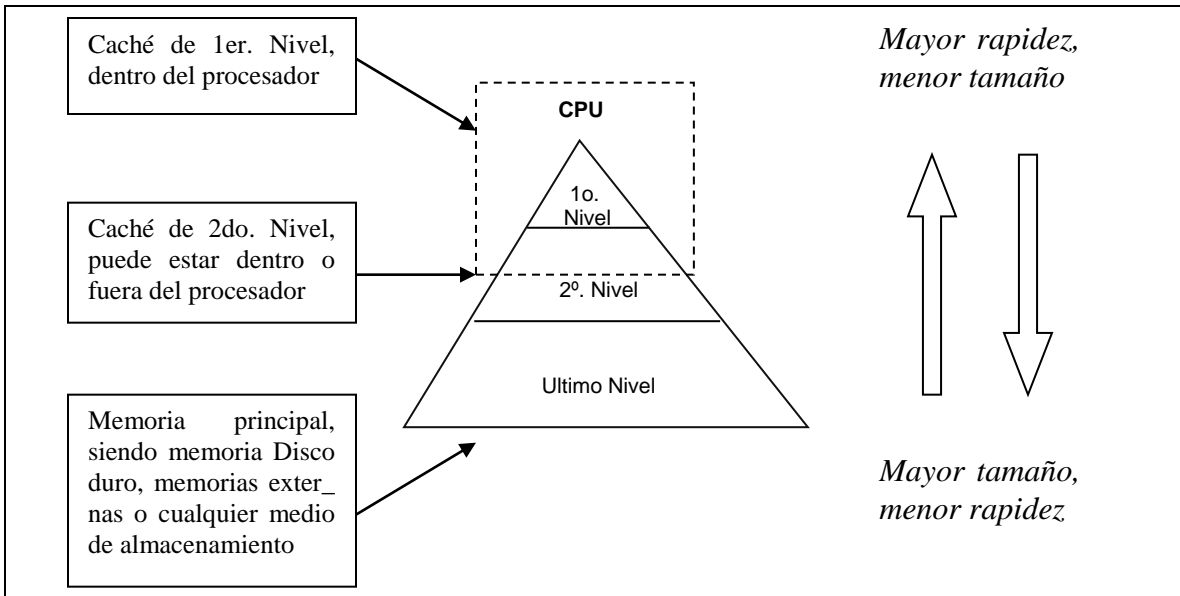 Caché de 1er. Nivel,
dentro del procesador
Mayor rapidez,
menor tamaño
CPU
1o.
Nivel
Caché de 2do. Nivel,
puede estar dentro o
fuera del procesador
2º. Nivel
Ultimo Nivel
Memoria principal,
siendo memoria Disco
duro, memorias exter_
nas o cualquier medio
de almacenamiento
Mayor tamaño,
menor rapidez